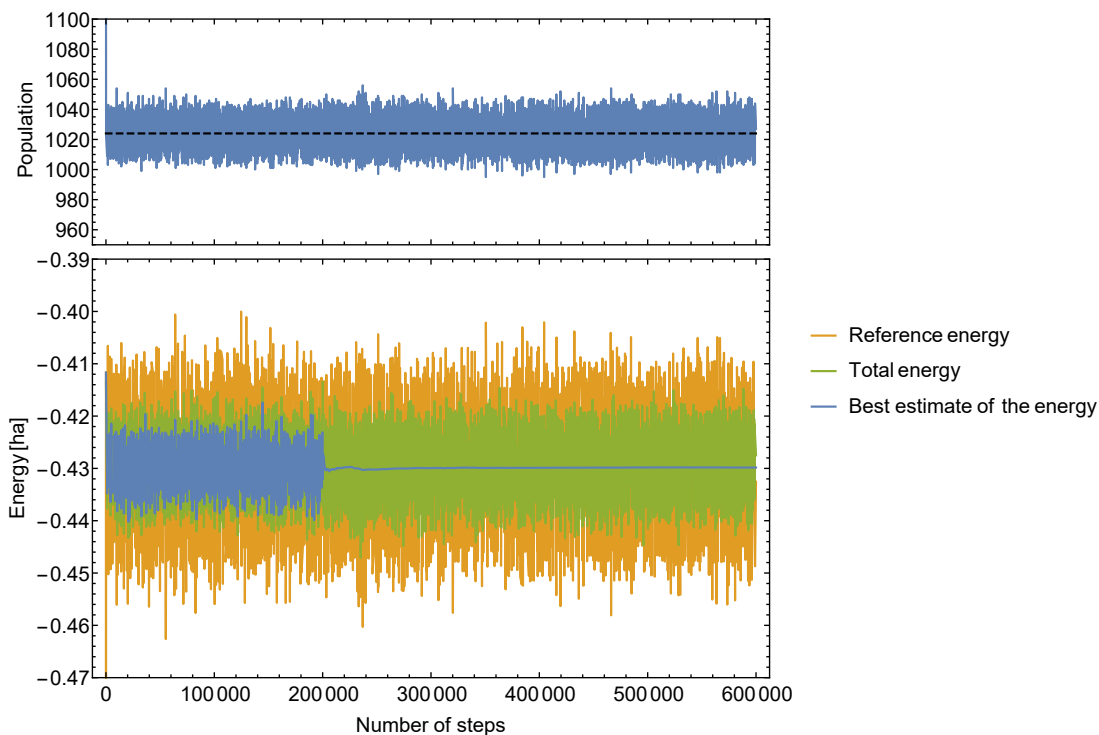 1100
1080
1060
1040
1020
1000
980
960
Population
−0.39
−0.40
−0.41
−0.42
−0.43
−0.44
−0.45
−0.46
−0.47
Energy [ha]
0 100 000 200 000 300 000 400 000 500 000 600 000
Number of steps
Reference energy
Total energy
Best estimate of the energy